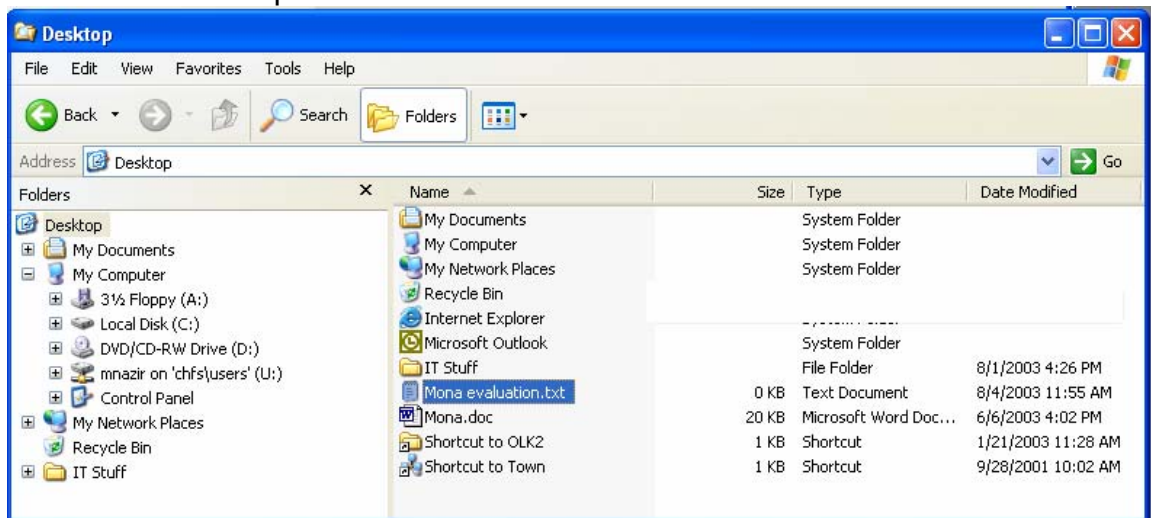 Desktop
File Edit View Favorites Tools Help
Back Search Folders
Address Desktop Go
Folders Name Size Type Date Modified
Desktop
My Documents
My Computer
3½ Floppy (A:)
Local Disk (C:)
DVD/CD-RW Drive (D:)
mnazir on 'chfs\users' (U:)
Control Panel
My Network Places
Recycle Bin
IT Stuff
My Documents System Folder
My Computer System Folder
My Network Places System Folder
Recycle Bin
Internet Explorer
Microsoft Outlook System Folder
IT Stuff File Folder 8/1/2003 4:26 PM
Mona evaluation.txt 0 KB Text Document 8/4/2003 11:55 AM
Mona.doc 20 KB Microsoft Word Doc... 6/6/2003 4:02 PM
Shortcut to OLK2 1 KB Shortcut 1/21/2003 11:28 AM
Shortcut to Town 1 KB Shortcut 9/28/2001 10:02 AM